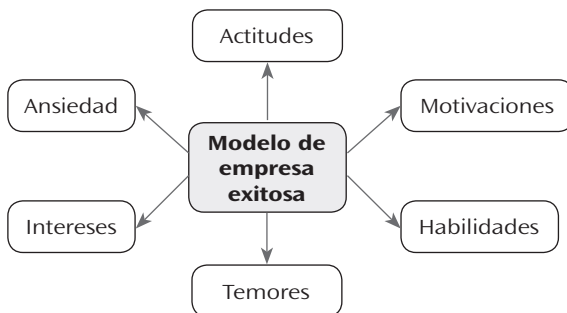 Actitudes
Ansiedad
Motivaciones
Modelo de
empresa
exitosa
Intereses
Habilidades
Temores